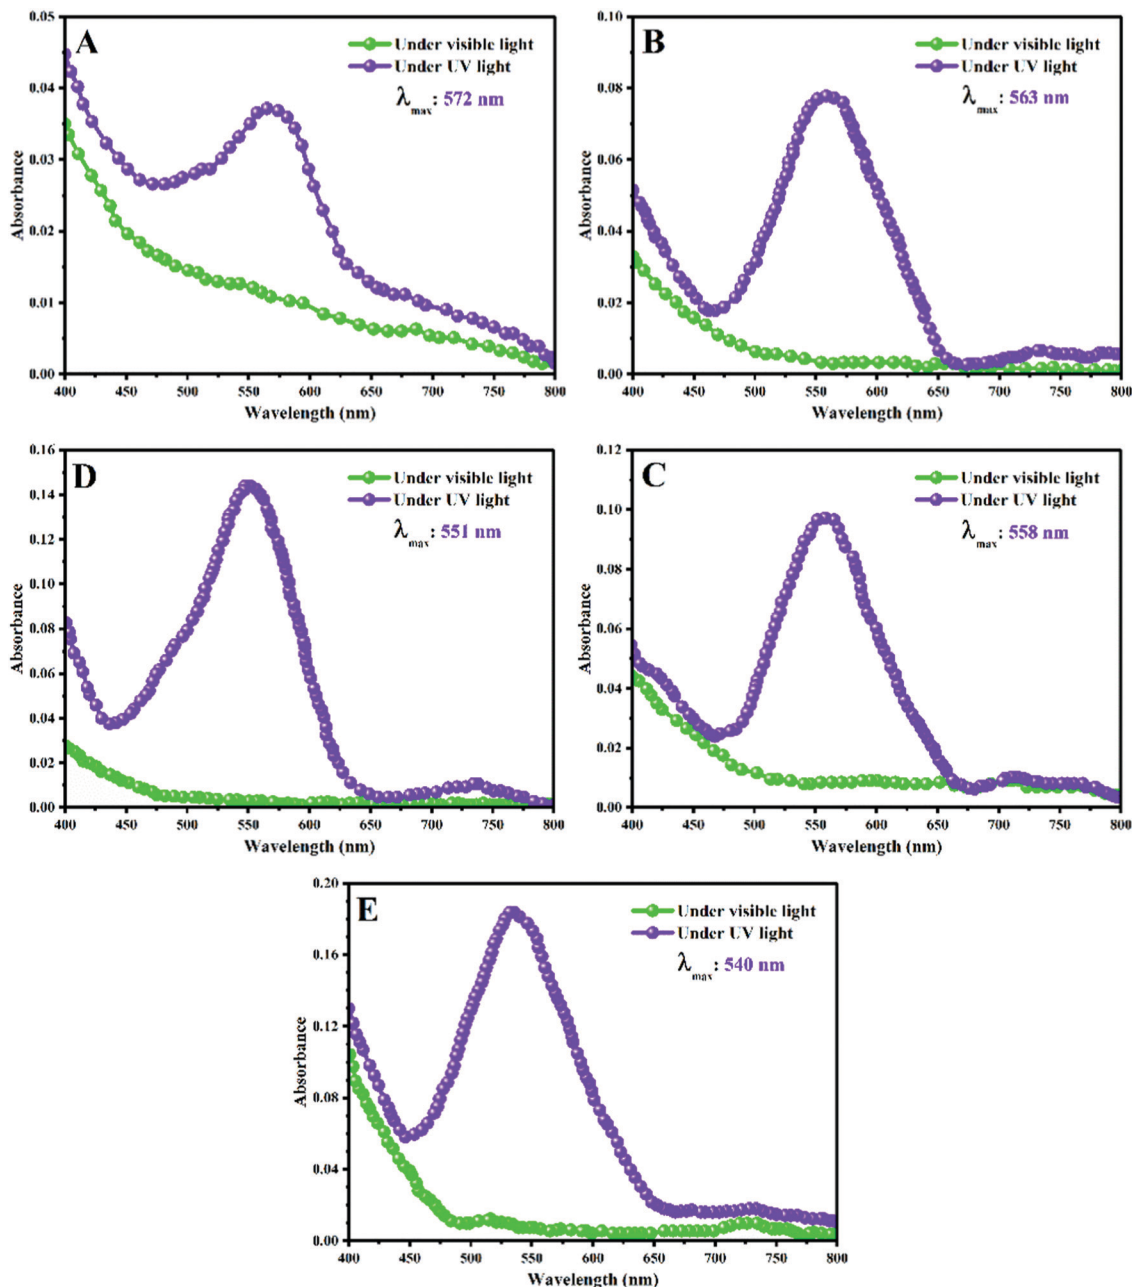 A
Under visible light
Under UV light
λmax: 572 nm
0.05
0.04
0.03
0.02
0.01
0.00
Absorbance
400 450 500 550 600 650 700 750 800
Wavelength (nm)
B
Under visible light
Under UV light
λmax: 563 nm
0.10
0.08
0.06
0.04
0.02
0.00
Absorbance
400 450 500 550 600 650 700 750 800
Wavelength (nm)
D
Under visible light
Under UV light
λmax: 551 nm
0.16
0.14
0.12
0.10
0.08
0.06
0.04
0.02
0.00
Absorbance
400 450 500 550 600 650 700 750 800
Wavelength (nm)
C
Under visible light
Under UV light
λmax: 558 nm
0.12
0.10
0.08
0.06
0.04
0.02
0.00
Absorbance
400 450 500 550 600 650 700 750 800
Wavelength (nm)
E
Under visible light
Under UV light
λmax: 540 nm
0.20
0.16
0.12
0.08
0.04
0.00
Absorbance
400 450 500 550 600 650 700 750 800
Wavelength (nm)